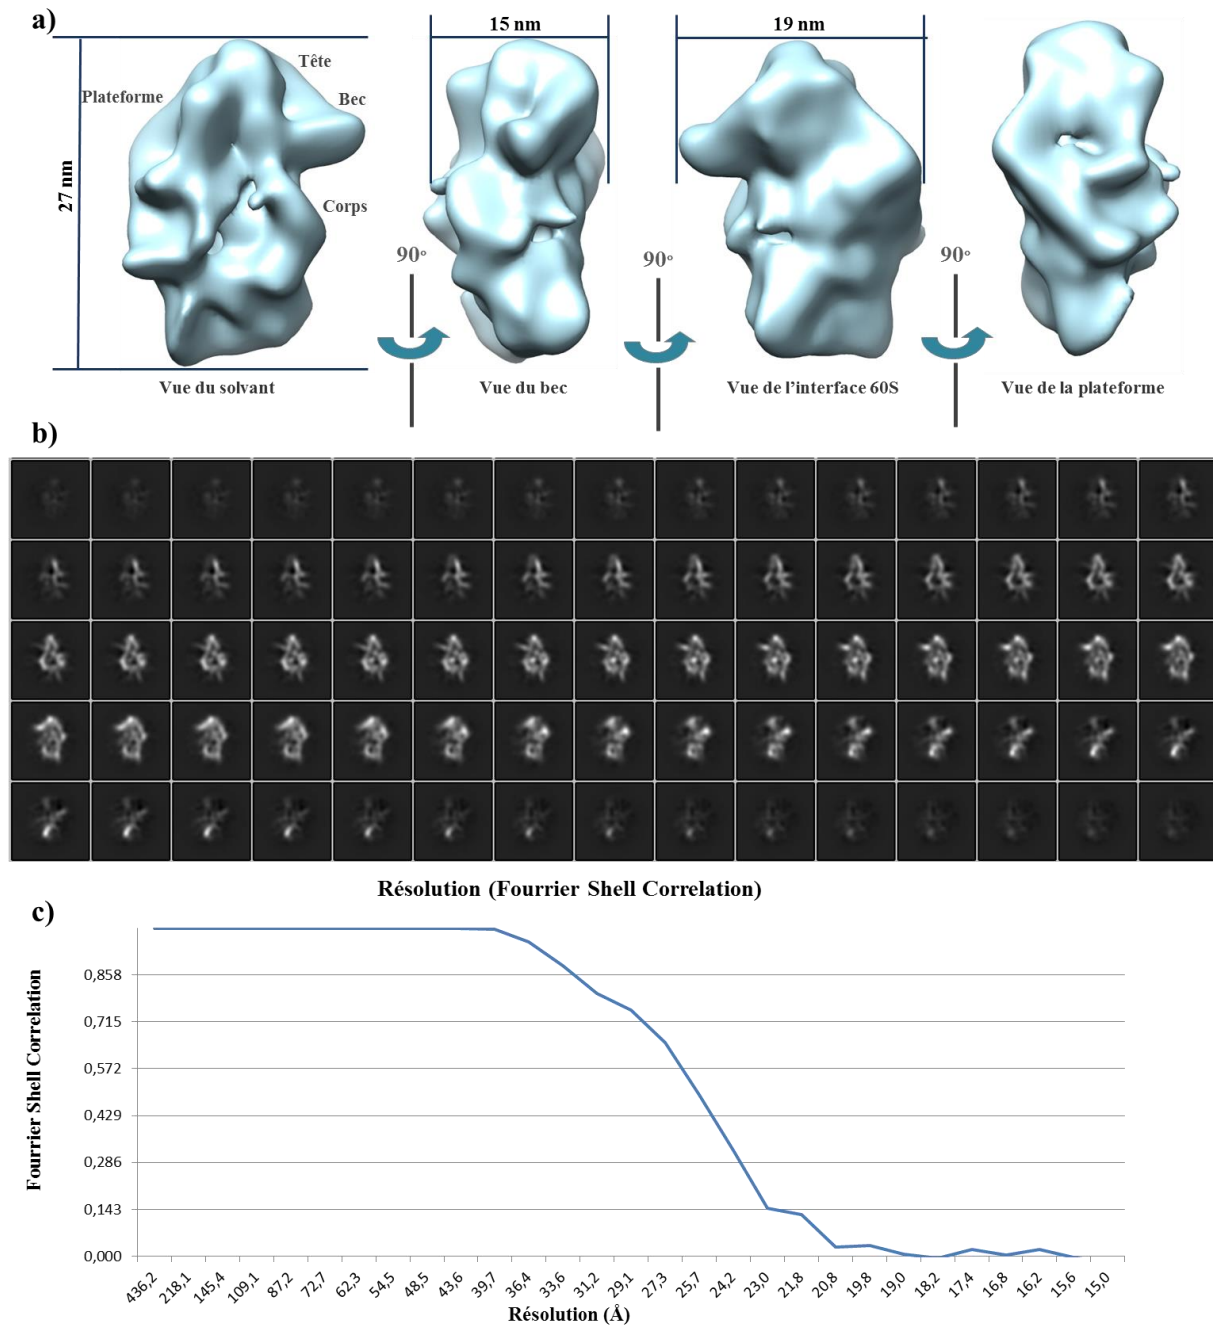 a)
15 nm
19 nm
Tête
Plateforme
Bec
27 nm
Corps
90°
90°
90°
Vue du solvant
Vue du bec
Vue de l’interface 60S
Vue de la plateforme
b)
Résolution (Fourrier Shell Correlation)
c)
Fourrier Shell Correlation
0,858
0,715
0,572
0,429
0,286
0,143
0,000
436,2 218,1 145,4 109,1 87,2 72,7 62,3 54,5 48,5 43,6 39,7 36,4 33,6 31,2 29,1 27,3 25,7 24,2 23,0 21,8 20,8 19,8 19,0 18,2 17,4 16,8 16,2 15,6 15,0
Résolution (Å)